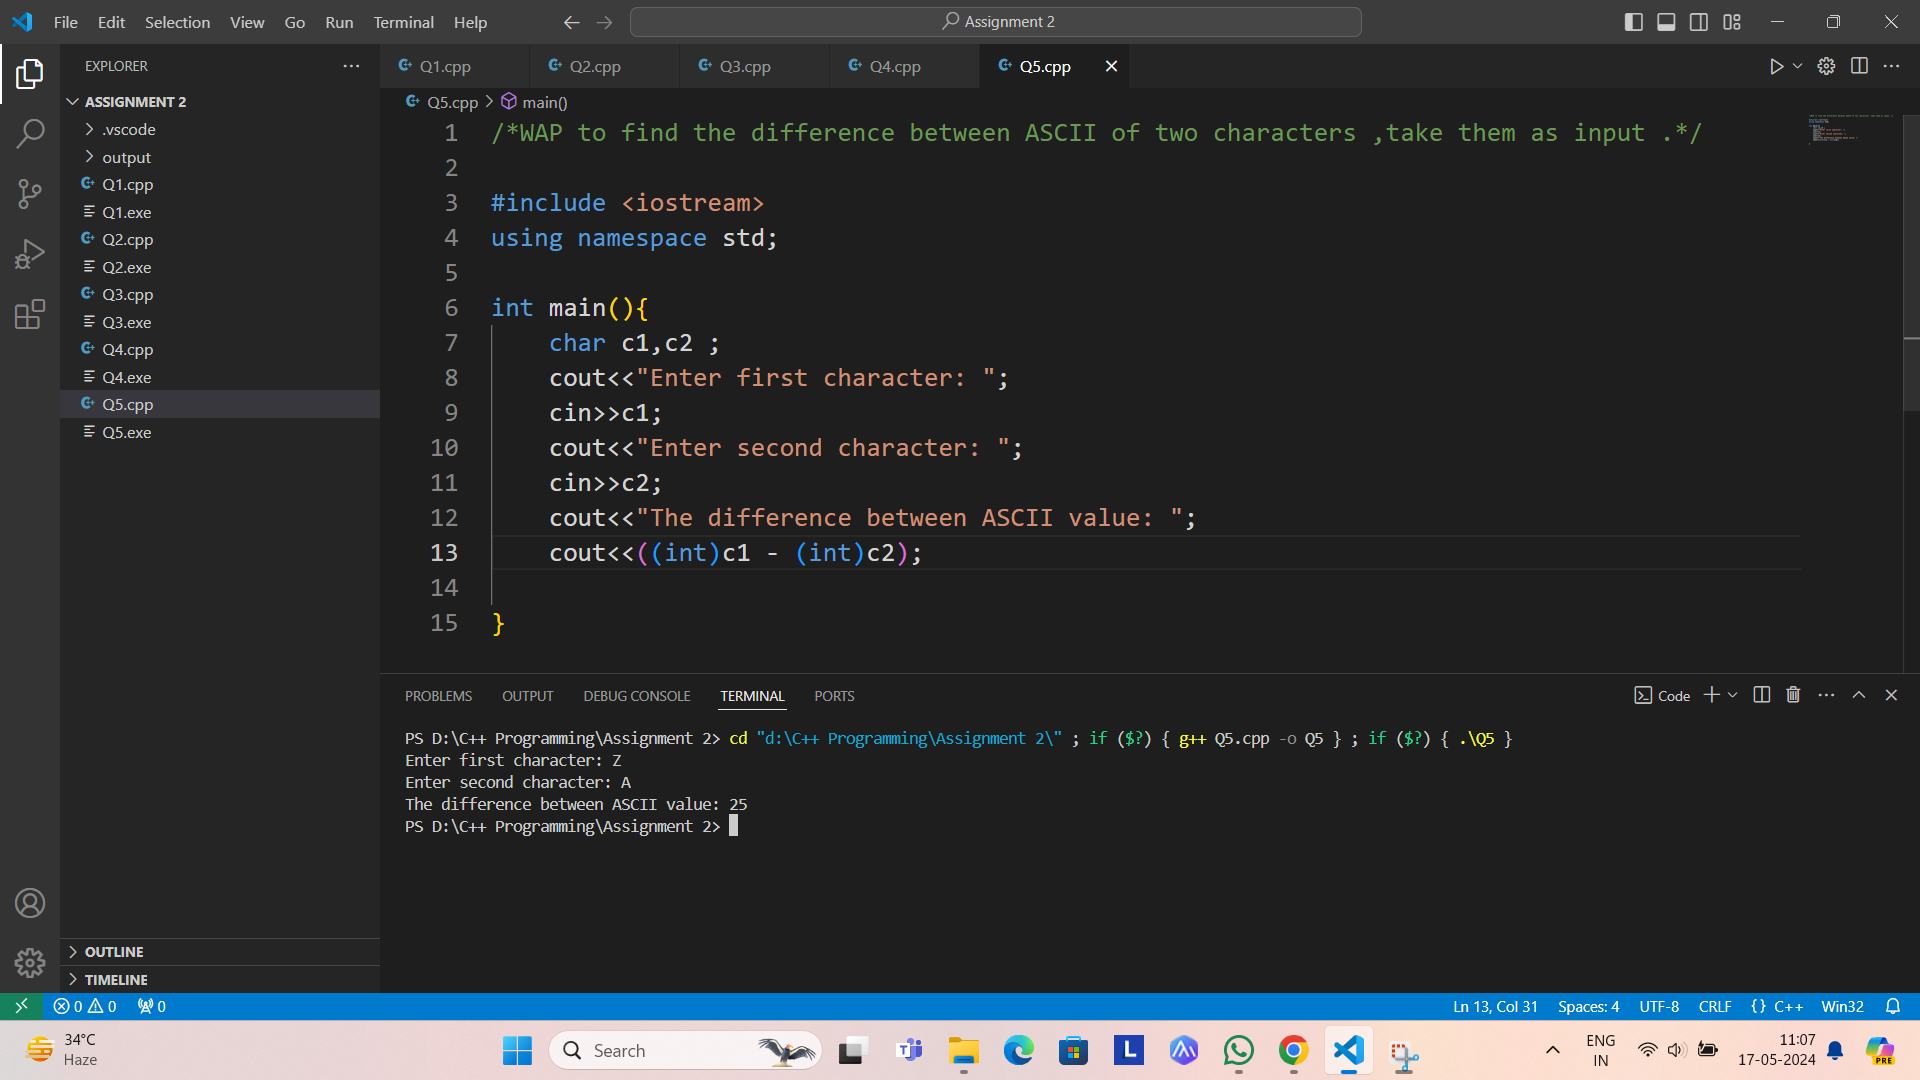 File Edit Selection View Go Run Terminal Help
Assignment 2
EXPLORER
ASSIGNMENT 2
.vscode
output
Q1.cpp
Q1.exe
Q2.cpp
Q2.exe
Q3.cpp
Q3.exe
Q4.cpp
Q4.exe
Q5.cpp
Q5.exe
OUTLINE
TIMELINE
Q1.cpp Q2.cpp Q3.cpp Q4.cpp Q5.cpp
Q5.cpp > main()
1 /*WAP to find the difference between ASCII of two characters ,take them as input .*/
2
3 #include <iostream>
4 using namespace std;
5
6 int main(){
7 char c1,c2 ;
8 cout<<"Enter first character: ";
9 cin>>c1;
10 cout<<"Enter second character: ";
11 cin>>c2;
12 cout<<"The difference between ASCII value: ";
13 cout<<((int)c1 - (int)c2);
14
15 }
PROBLEMS OUTPUT DEBUG CONSOLE TERMINAL PORTS
Code
PS D:\C++ Programming\Assignment 2> cd "d:\C++ Programming\Assignment 2\" ; if ($?) { g++ Q5.cpp -o Q5 } ; if ($?) { .\Q5 }
Enter first character: Z
Enter second character: A
The difference between ASCII value: 25
PS D:\C++ Programming\Assignment 2>
0 0 0
Ln 13, Col 31 Spaces: 4 UTF-8 CRLF {} C++ Win32
34°C
Haze
Search
L
ENG
IN
11:07
17-05-2024
PRE